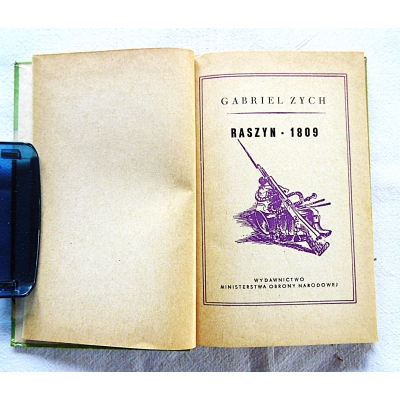 GABRIEL ZYCH
RASZYN · 1809
WYDAWNICTWO
MINISTERSTWA OBRONY NARODOWEJ